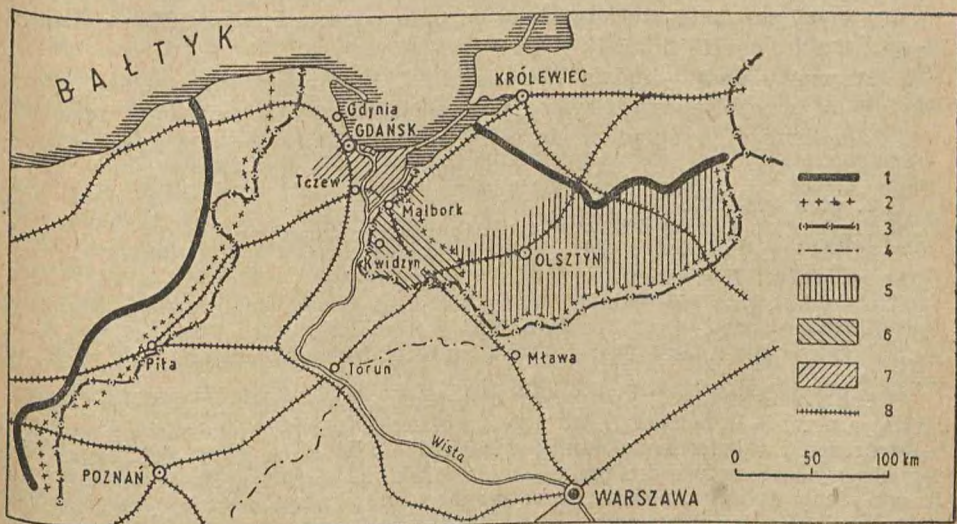 BAŁTYK
KRÓLEWIEC
Gdynia
GDAŃSK
Tczew
Malbork
Kwidzyn
OLSZTYN
Piła
Toruń
Mława
POZNAŃ
Wisła
WARSZAWA
1
2
3
4
5
6
7
8
0 50 100 km